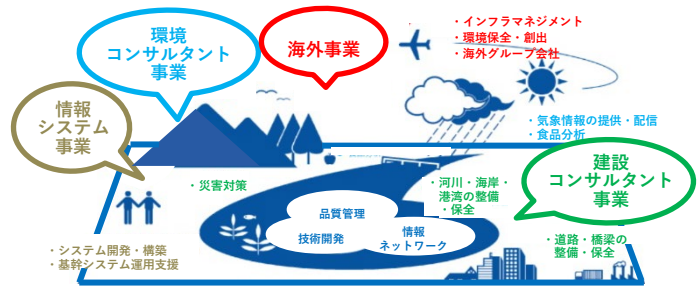 環境
コンサルタント
事業
海外事業
・インフラマネジメント
・環境保全・創出
・海外グループ会社
情報
システム
事業
・気象情報の提供・配信
・食品分析
建設
コンサルタント
事業
・災害対策
・河川・海岸・
港湾の整備
・保全
品質管理
技術開発
情報
ネットワーク
・システム開発・構築
・基幹システム運用支援
・道路・橋梁の
整備・保全